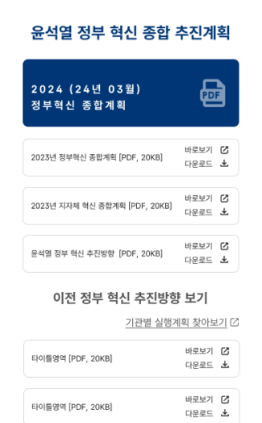 윤석열 정부 혁신 종합 추진계획
2024 (24년 03월)
정부혁신 종합계획
PDF
2023년 정부혁신 종합계획 [PDF, 20KB]
바로보기
다운로드
2023년 지자체 혁신 종합계획 [PDF, 20KB]
바로보기
다운로드
윤석열 정부 혁신 추진방향 [PDF, 20KB]
바로보기
다운로드
이전 정부 혁신 추진방향 보기
기관별 실행계획 찾아보기
타이틀영역 [PDF, 20KB]
바로보기
다운로드
타이틀영역 [PDF, 20KB]
바로보기
다운로드